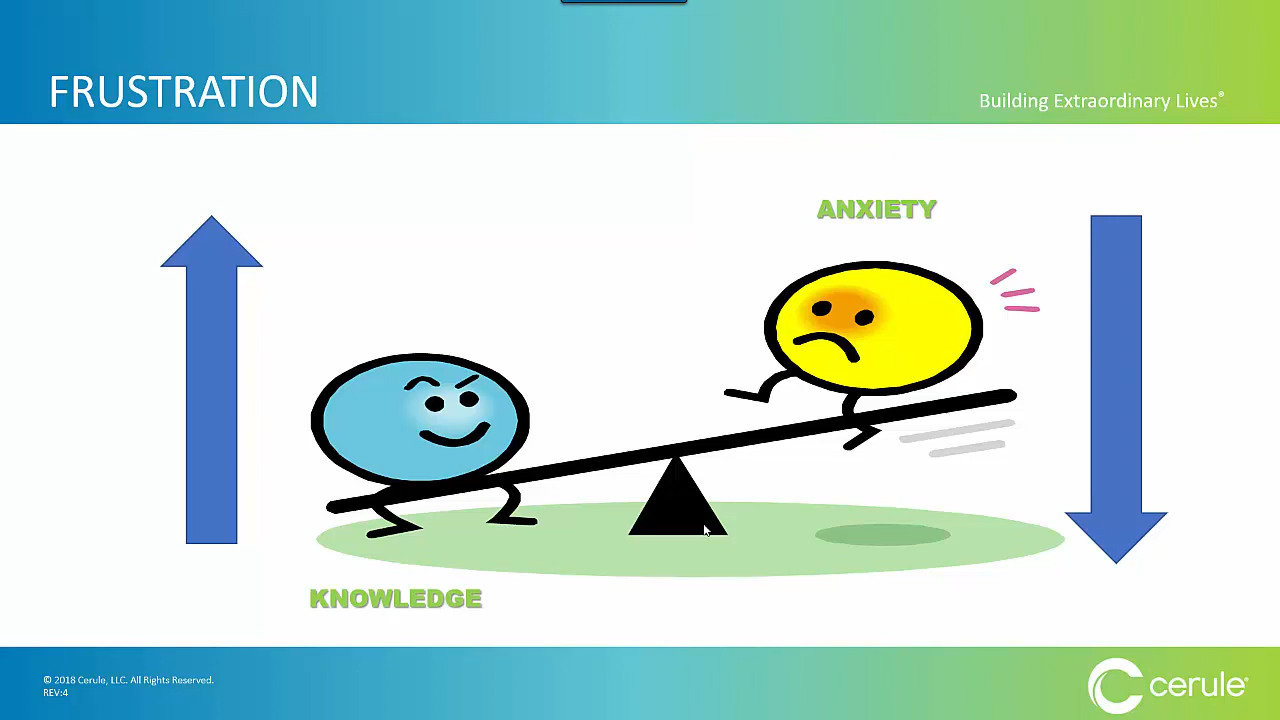 FRUSTRATION
Building Extraordinary Lives®
ANXIETY
KNOWLEDGE
© 2018 Cerule, LLC. All Rights Reserved.
REV:4
cerule®